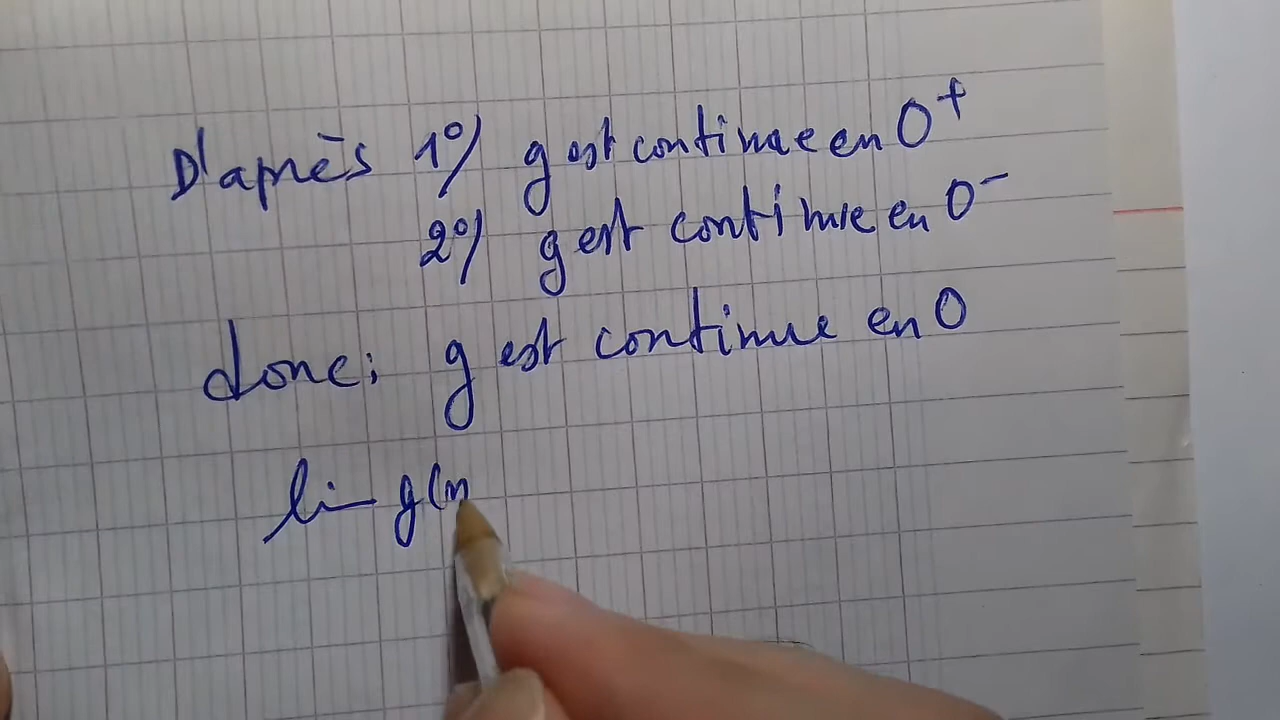 D'après 1°/ g est continue en 0⁺
2°/ g est continue en 0⁻
donc: g est continue en 0
lim g(x